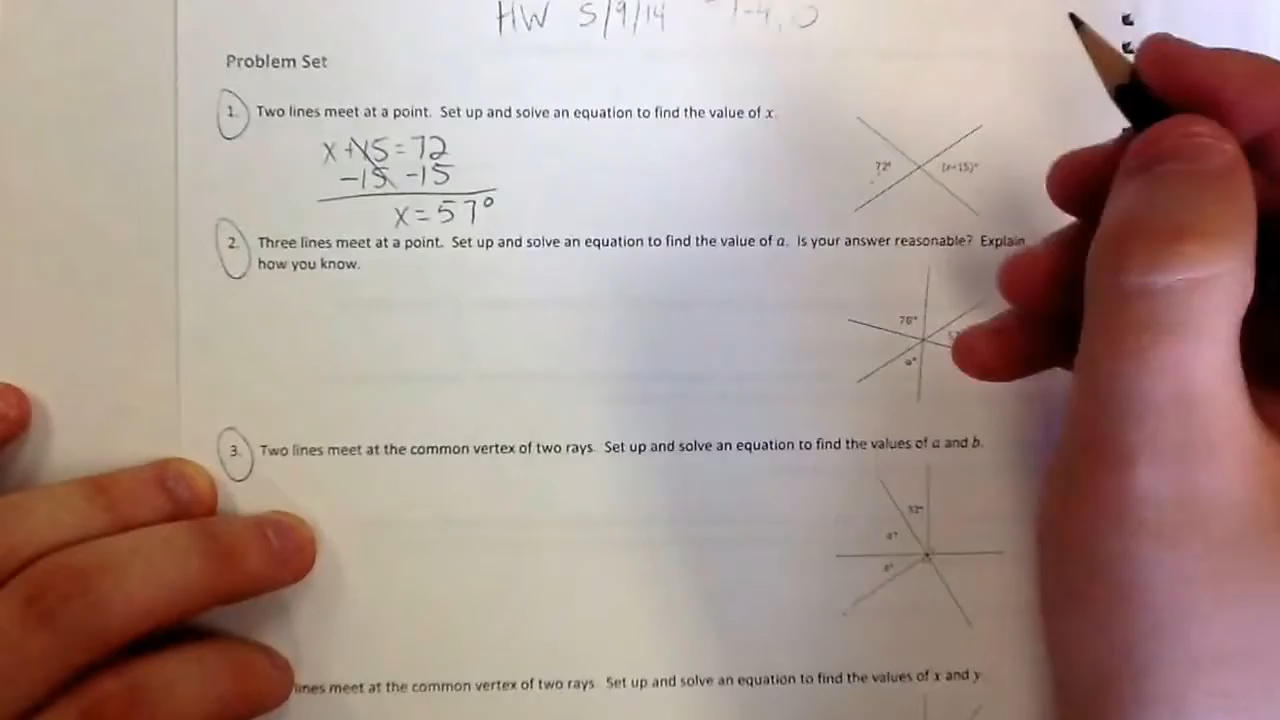 HW 5/9/14
Problem Set
1. Two lines meet at a point. Set up and solve an equation to find the value of x.
72°
x+15=72
-15 -15
x=57°
2. Three lines meet at a point. Set up and solve an equation to find the value of a. Is your answer reasonable? Explain
how you know.
78°
a°
3. Two lines meet at the common vertex of two rays. Set up and solve an equation to find the values of a and b.
32°
a°
lines meet at the common vertex of two rays. Set up and solve an equation to find the values of x and y